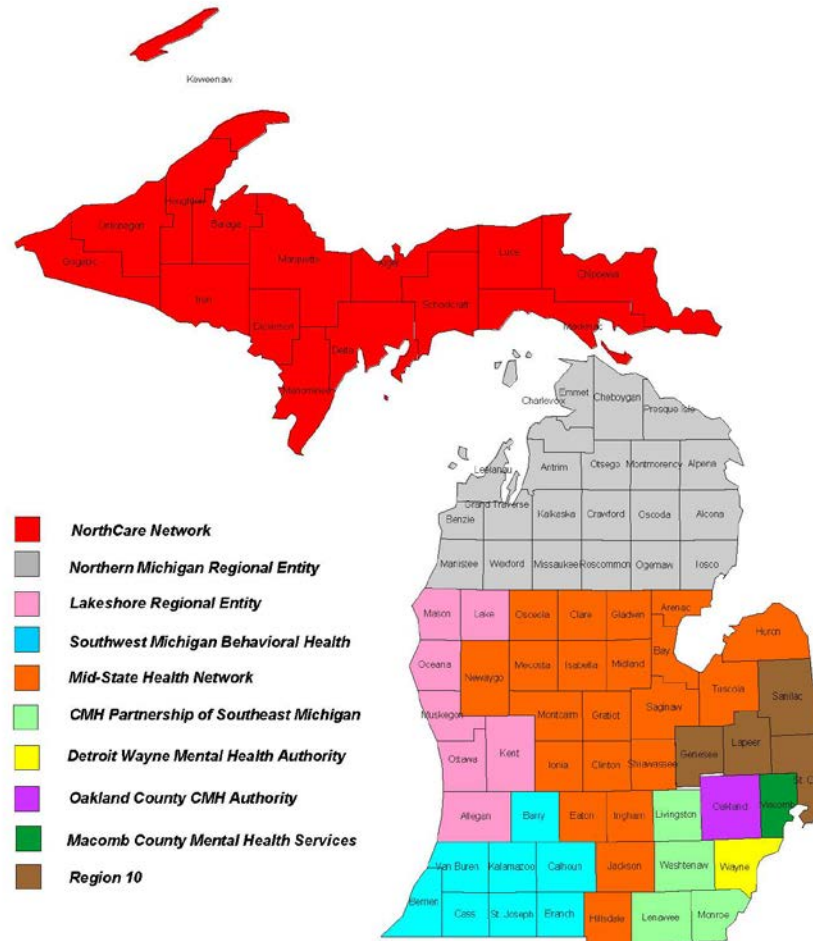 Keweenaw
Houghton
Ontonagon
Baraga
Gogebic
Marquette
Alger
Luce
Chippewa
Iron
Schoolcraft
Dickinson
Delta
Mackinac
Menominee
Emmet
Charlevoix
Cheboygan
Presque Isle
Leelanau
Antrim
Otsego
Montmorency
Alpena
Grand Traverse
Benzie
Kalkaska
Crawford
Oscoda
Alcona
Manistee
Wexford
Missaukee
Roscommon
Ogemaw
Iosco
NorthCare Network
Northern Michigan Regional Entity
Lakeshore Regional Entity
Southwest Michigan Behavioral Health
Mid-State Health Network
CMH Partnership of Southeast Michigan
Detroit Wayne Mental Health Authority
Oakland County CMH Authority
Macomb County Mental Health Services
Region 10
Mason
Lake
Osceola
Clare
Gladwin
Arenac
Huron
Oceana
Newaygo
Mecosta
Isabella
Midland
Bay
Tuscola
Sanilac
Muskegon
Montcalm
Gratiot
Saginaw
Ottawa
Kent
Ionia
Clinton
Shiawassee
Genesee
Lapeer
St. C
Allegan
Barry
Eaton
Ingham
Livingston
Oakland
Macomb
Van Buren
Kalamazoo
Calhoun
Jackson
Washtenaw
Wayne
Berrien
Cass
St. Joseph
Branch
Hillsdale
Lenawee
Monroe